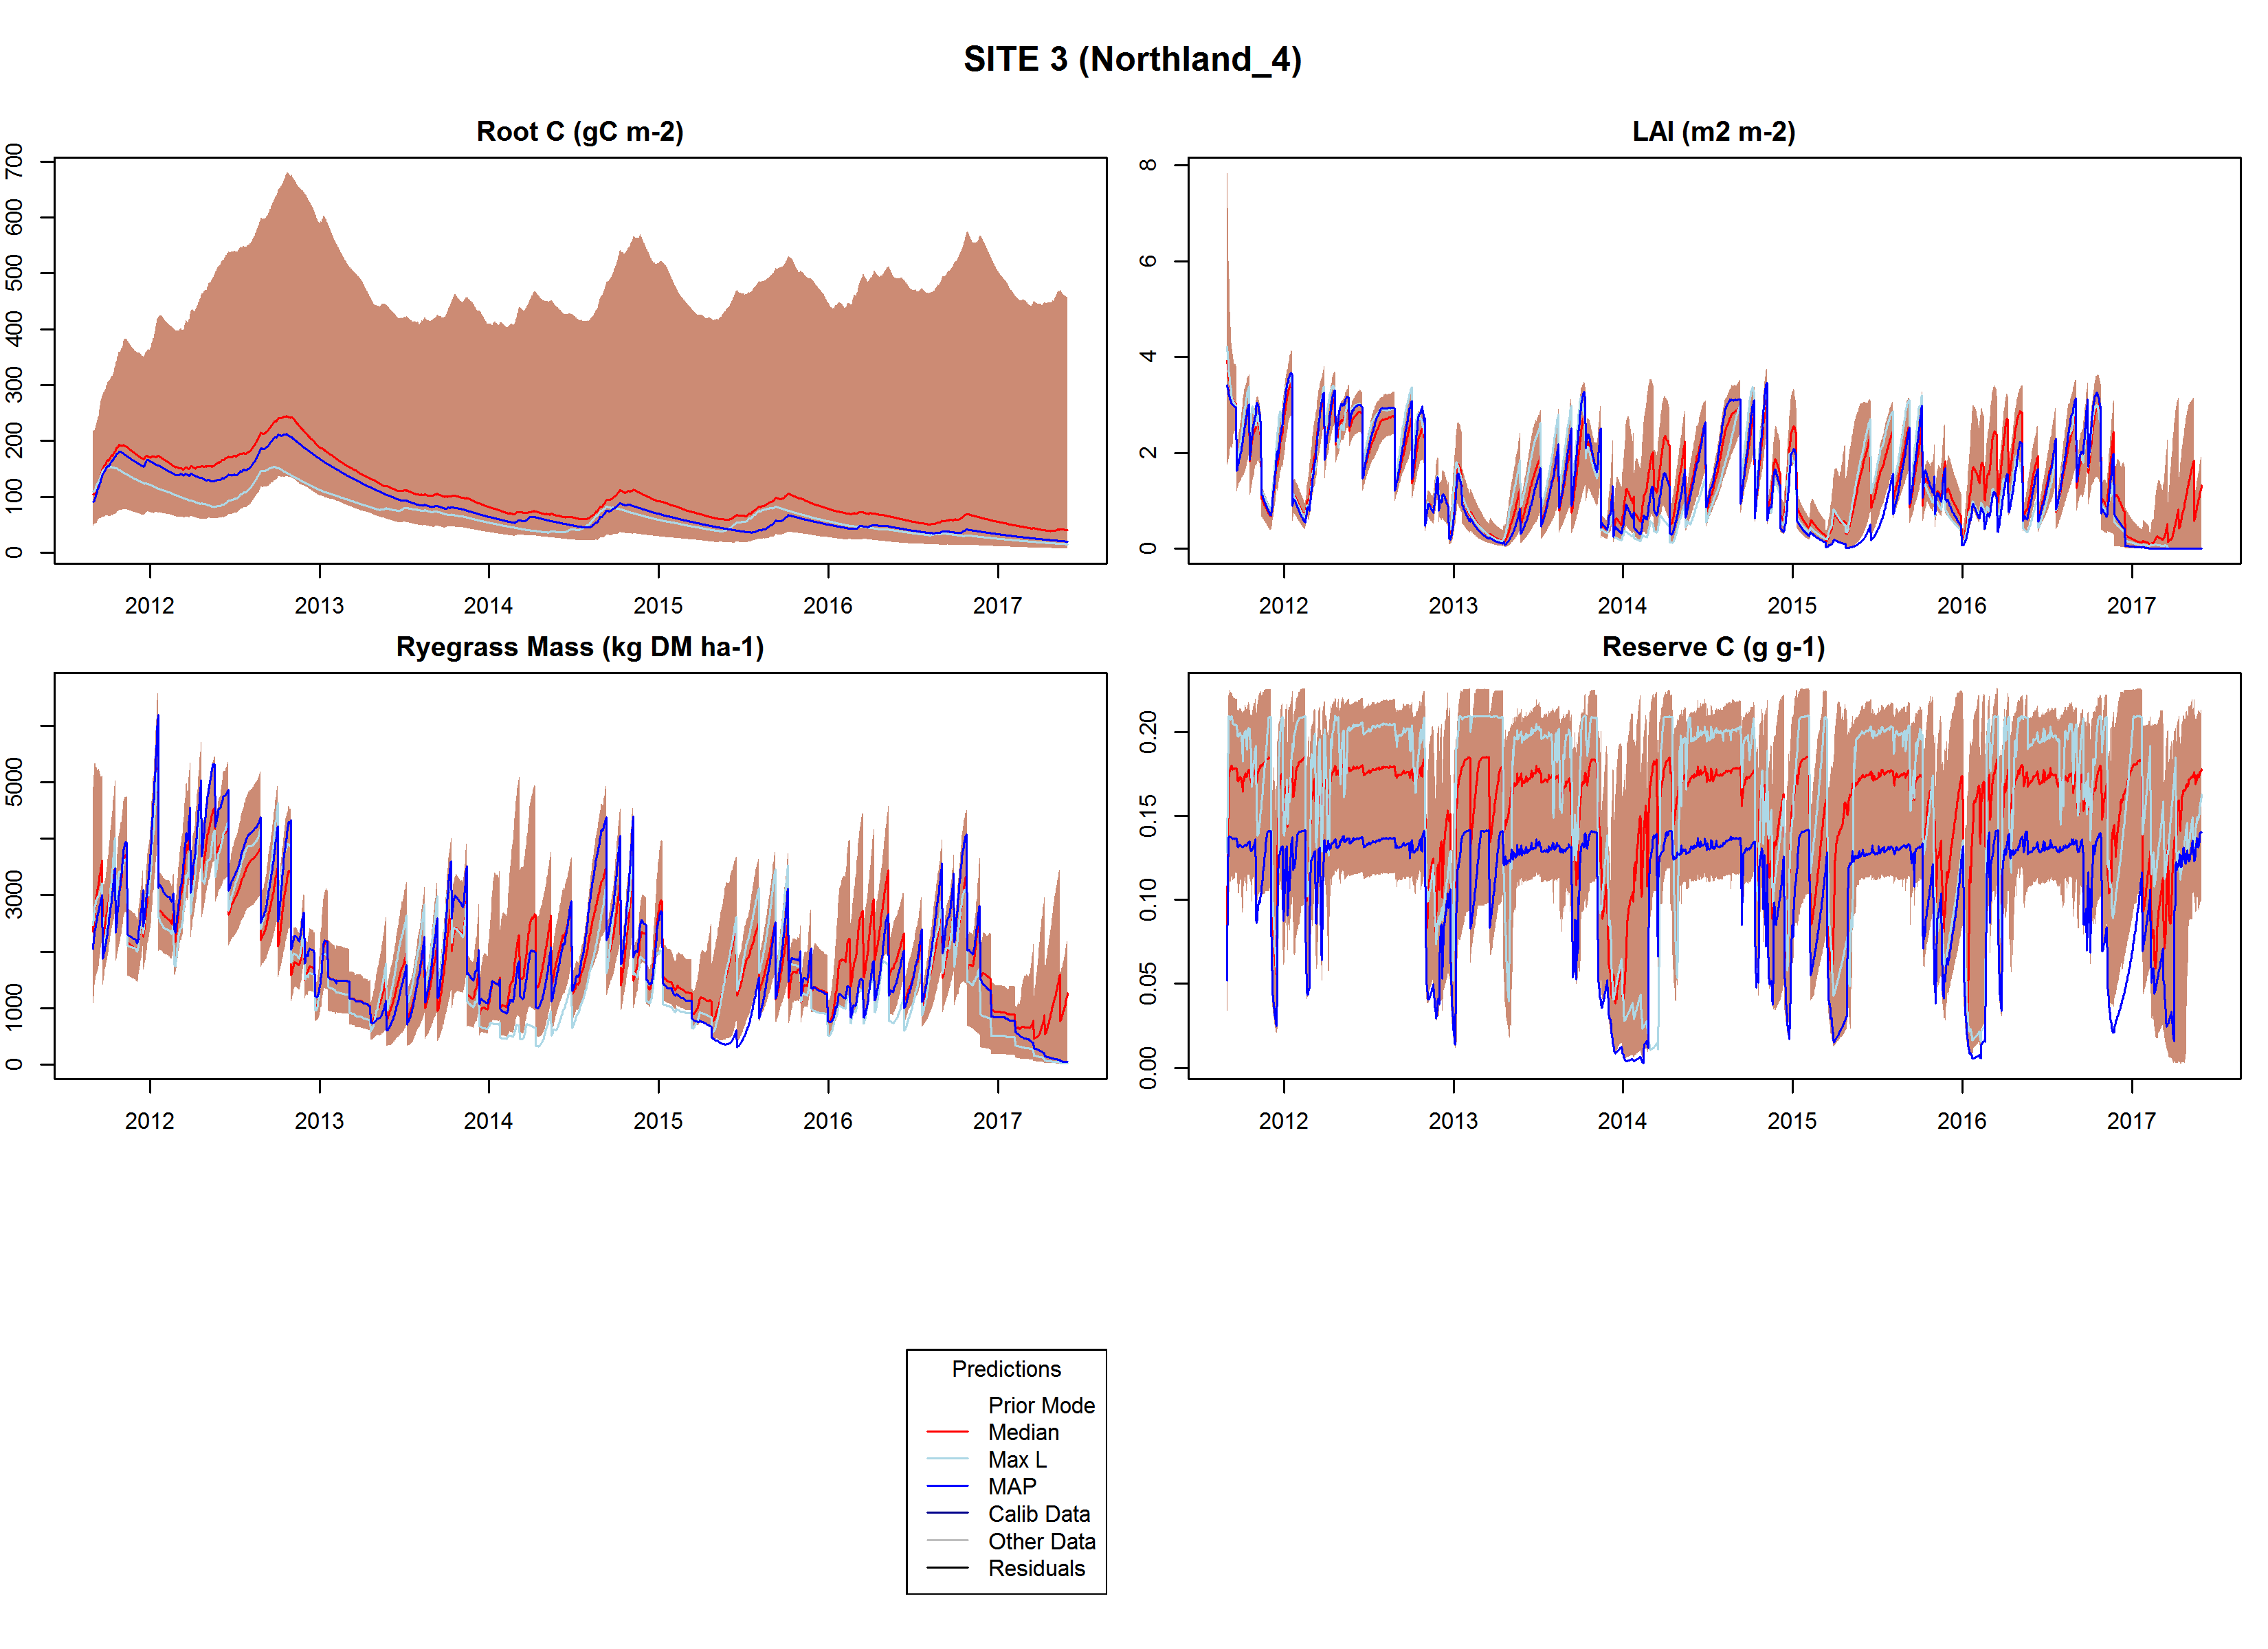 SITE 3 (Northland_4)
Root C (gC m-2)
0 100 200 300 400 500 600 700
2012 2013 2014 2015 2016 2017
LAI (m2 m-2)
0 2 4 6 8
2012 2013 2014 2015 2016 2017
Ryegrass Mass (kg DM ha-1)
0 1000 3000 5000
2012 2013 2014 2015 2016 2017
Reserve C (g g-1)
0.00 0.05 0.10 0.15 0.20
2012 2013 2014 2015 2016 2017
Predictions
Prior Mode
Median
Max L
MAP
Calib Data
Other Data
Residuals